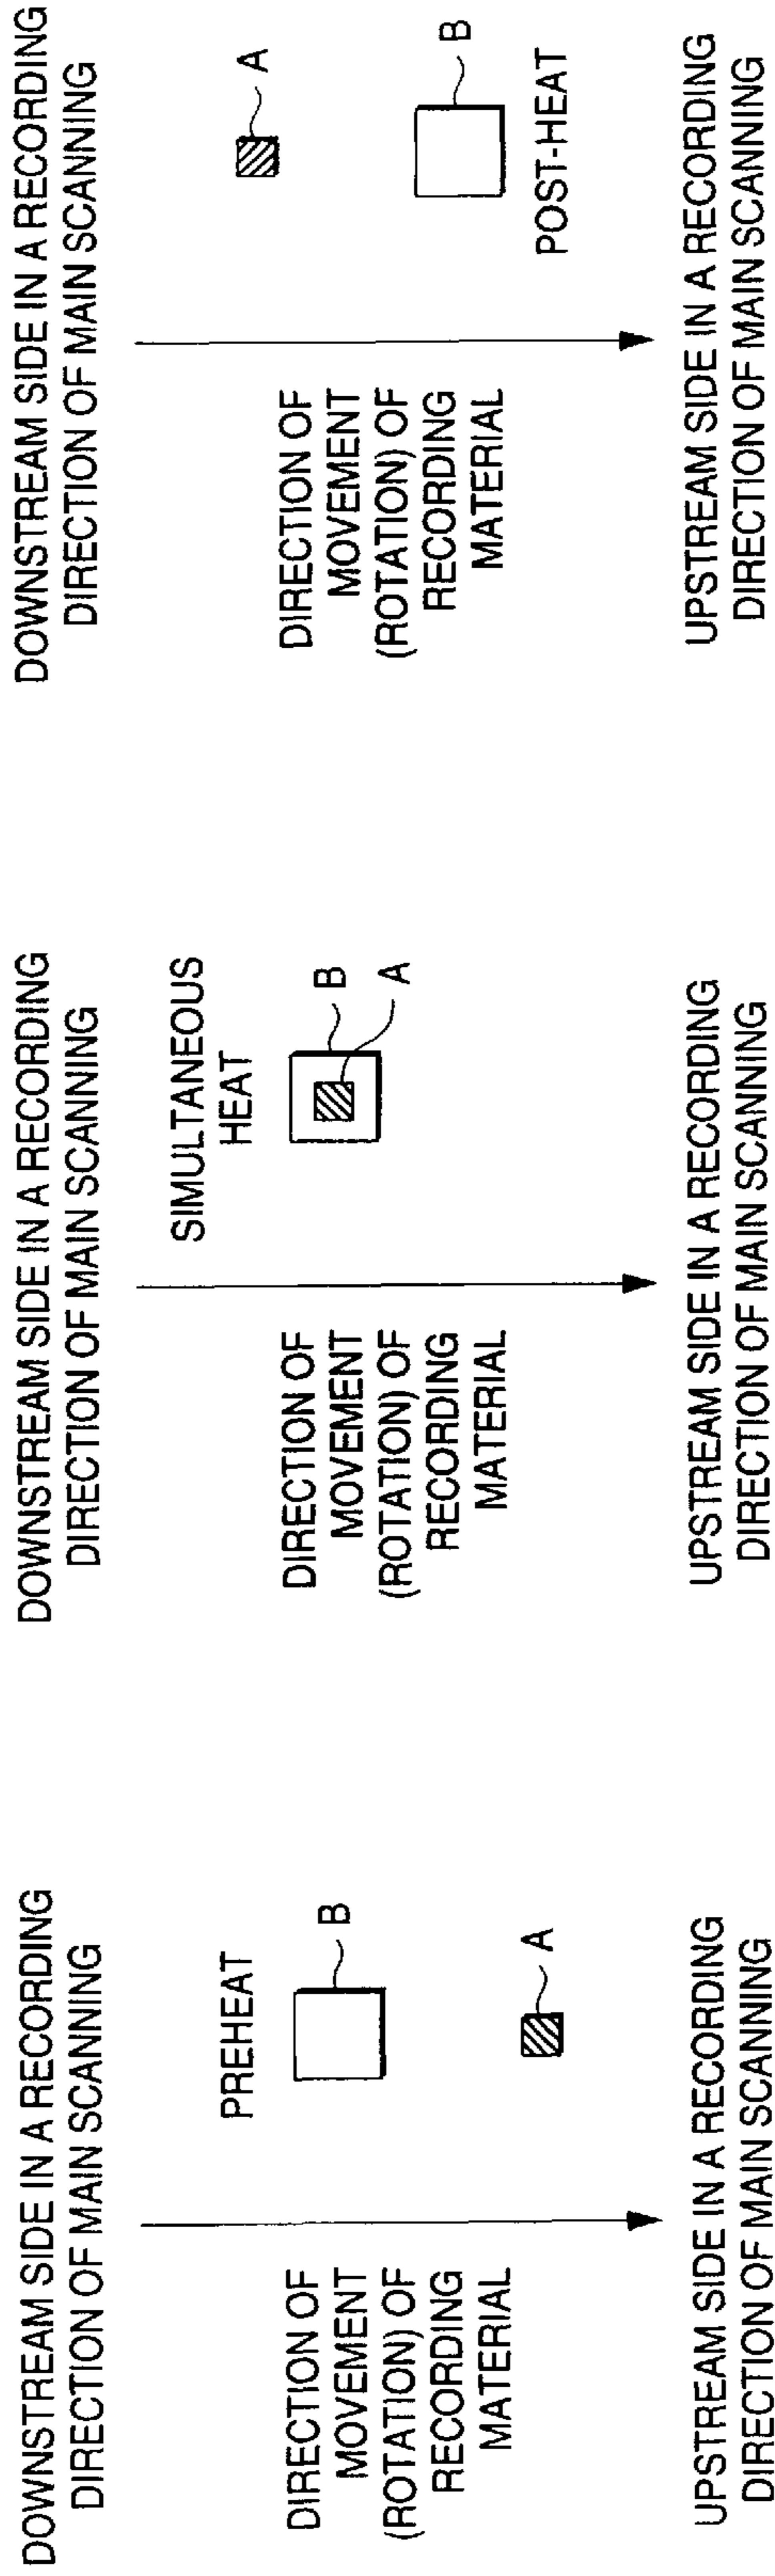 DOWNSTREAM SIDE IN A RECORDING
DIRECTION OF MAIN SCANNING
PREHEAT
DIRECTION OF
MOVEMENT
(ROTATION) OF
RECORDING
MATERIAL
B
A
UPSTREAM SIDE IN A RECORDING
DIRECTION OF MAIN SCANNING
DOWNSTREAM SIDE IN A RECORDING
DIRECTION OF MAIN SCANNING
SIMULTANEOUS
HEAT
DIRECTION OF
MOVEMENT
(ROTATION) OF
RECORDING
MATERIAL
B
A
UPSTREAM SIDE IN A RECORDING
DIRECTION OF MAIN SCANNING
DOWNSTREAM SIDE IN A RECORDING
DIRECTION OF MAIN SCANNING
A
DIRECTION OF
MOVEMENT
(ROTATION) OF
RECORDING
MATERIAL
B
POST-HEAT
UPSTREAM SIDE IN A RECORDING
DIRECTION OF MAIN SCANNING